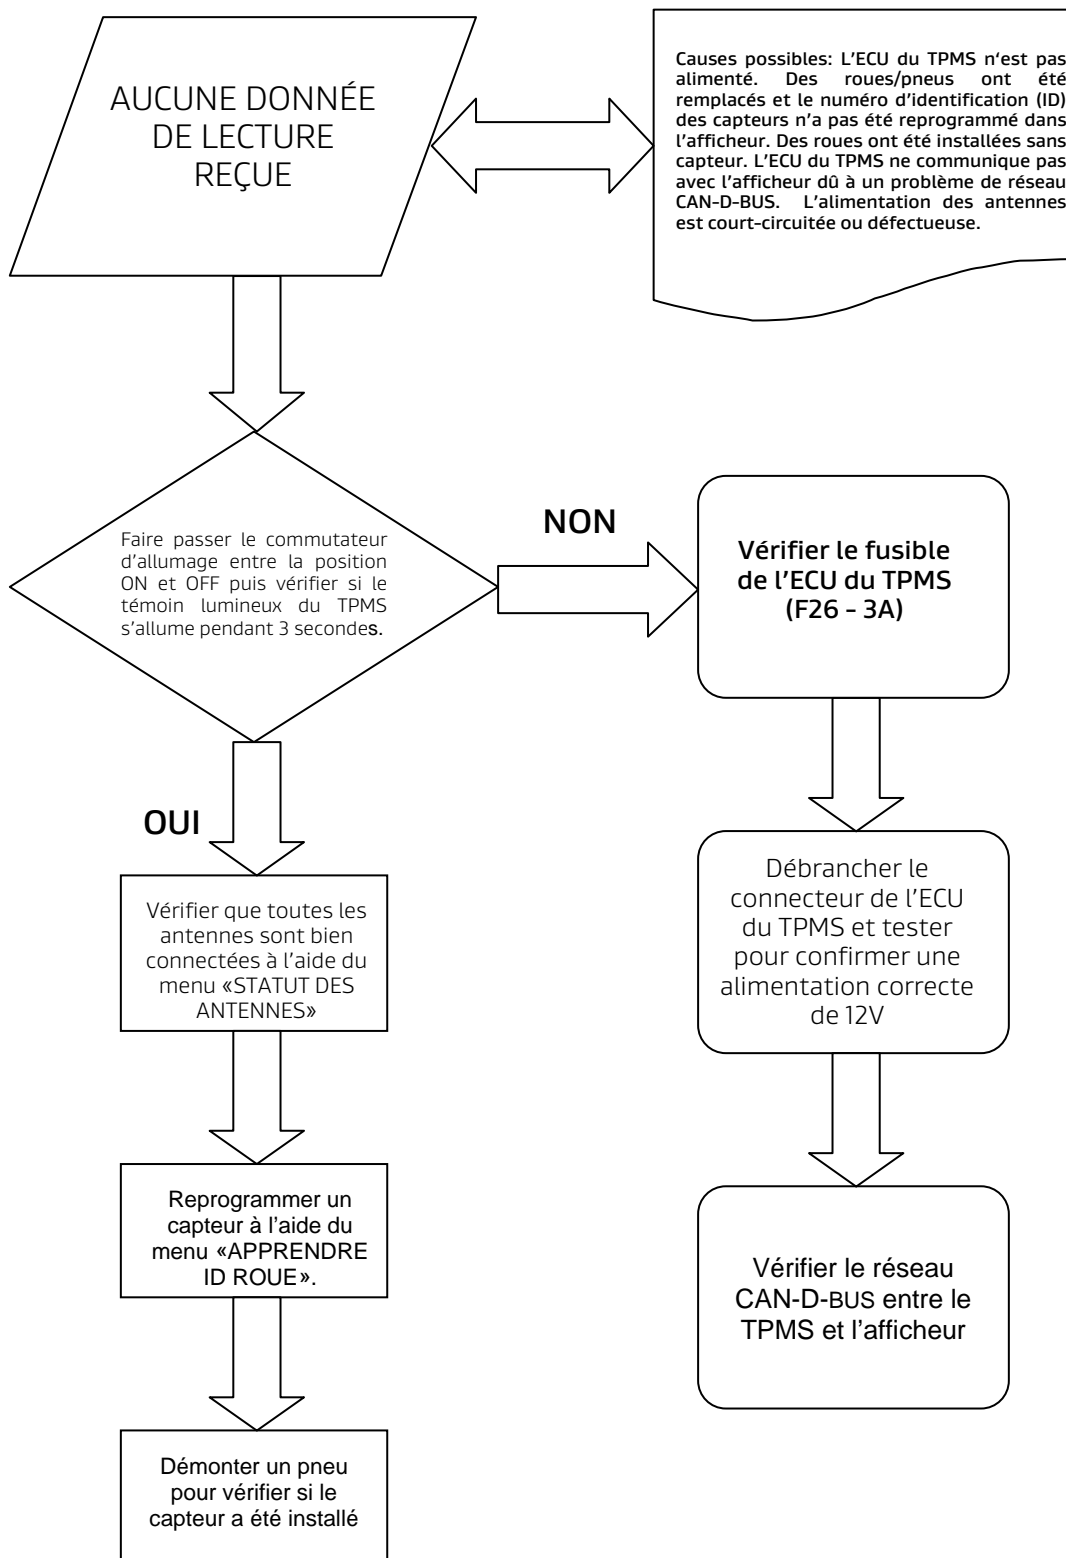 AUCUNE DONNÉE
DE LECTURE
REÇUE
Causes possibles: L'ECU du TPMS n'est pas
alimenté. Des roues/pneus ont été
remplacés et le numéro d'identification (ID)
des capteurs n'a pas été reprogrammé dans
l'afficheur. Des roues ont été installées sans
capteur. L'ECU du TPMS ne communique pas
avec l'afficheur dû à un problème de réseau
CAN-D-BUS. L'alimentation des antennes
est court-circuitée ou défectueuse.
Faire passer le commutateur
d'allumage entre la position
ON et OFF puis vérifier si le
témoin lumineux du TPMS
s'allume pendant 3 secondes.
NON
Vérifier le fusible
de l'ECU du TPMS
(F26 - 3A)
OUI
Vérifier que toutes les
antennes sont bien
connectées à l'aide du
menu «STATUT DES
ANTENNES»
Débrancher le
connecteur de l'ECU
du TPMS et tester
pour confirmer une
alimentation correcte
de 12V
Reprogrammer un
capteur à l'aide du
menu «APPRENDRE
ID ROUE».
Vérifier le réseau
CAN-D-BUS entre le
TPMS et l'afficheur
Démonter un pneu
pour vérifier si le
capteur a été installé